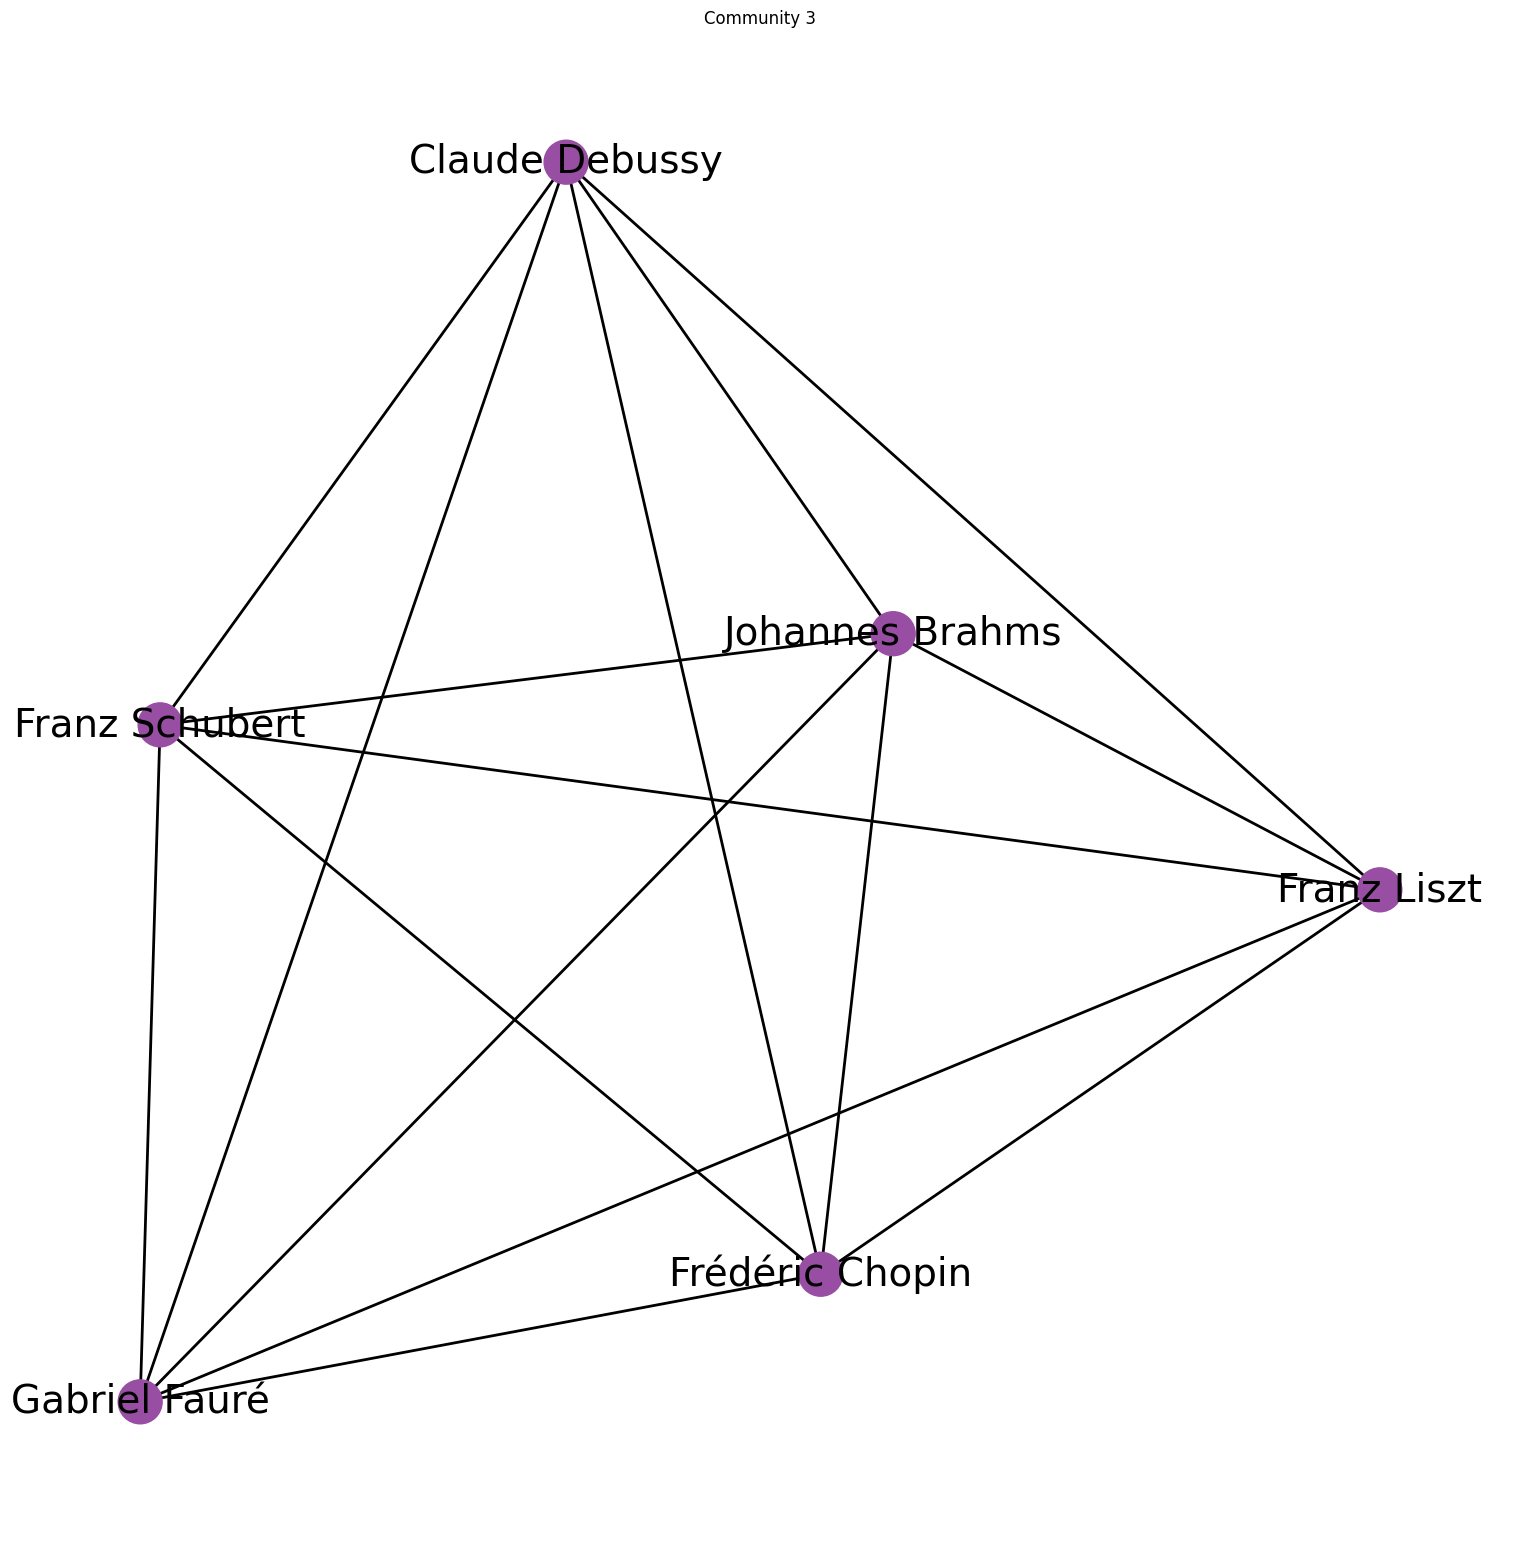 Community 3
Claude Debussy
Johannes Brahms
Franz Schubert
Franz Liszt
Frédéric Chopin
Gabriel Fauré